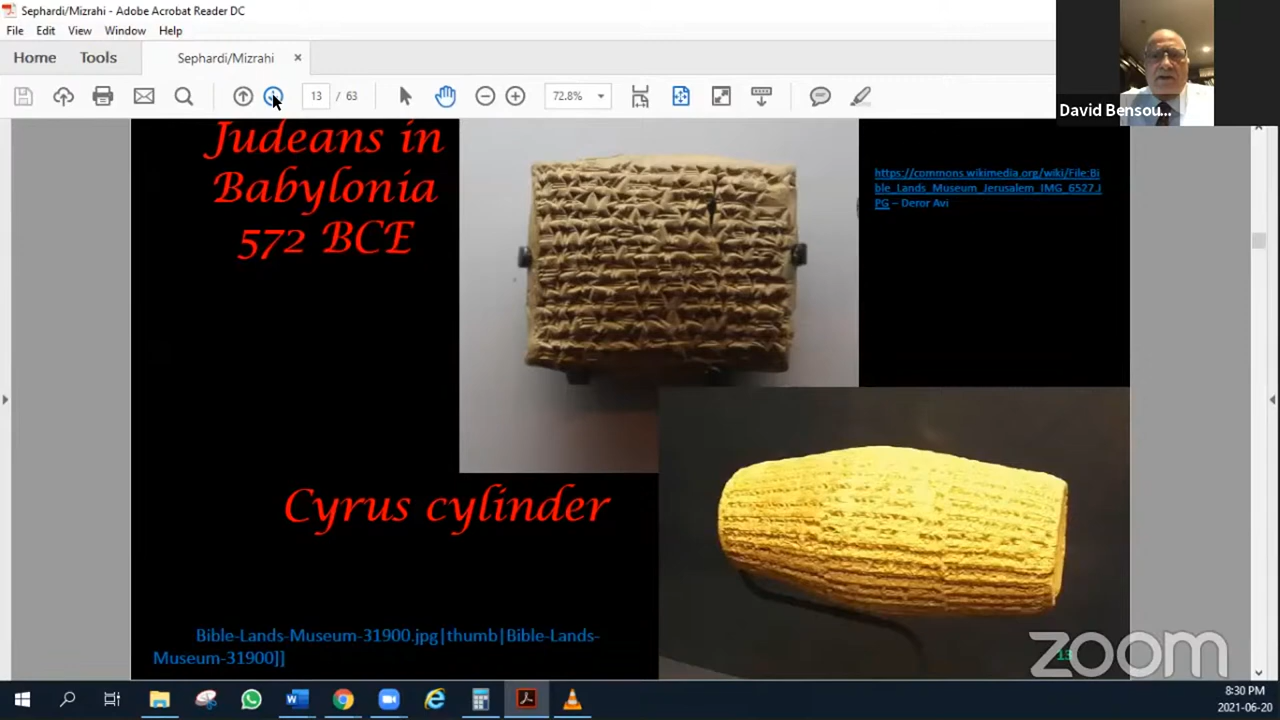 Sephardi/Mizrahi - Adobe Acrobat Reader DC
File Edit View Window Help
Home Tools Sephardi/Mizrahi ×
13 / 63 72.8%
David Bensou...
Judeans in
Babylonia
572 BCE
https://commons.wikimedia.org/wiki/File:Bi
ble_Lands_Museum_Jerusalem_IMG_6527.J
PG – Deror Avi
Cyrus cylinder
Bible-Lands-Museum-31900.jpg|thumb|Bible-Lands-
Museum-31900]]
13
zoom
8:30 PM
2021-06-20